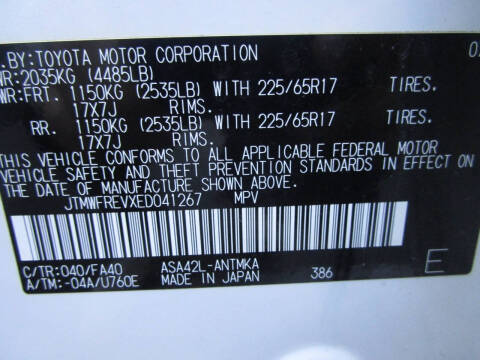 .BY:TOYOTA MOTOR CORPORATION
WR:2035KG (4485LB)
WR:FRT. 1150KG (2535LB) WITH 225/65R17 TIRES.
17X7J RIMS.
RR. 1150KG (2535LB) WITH 225/65R17 TIRES.
17X7J RIMS.
THIS VEHICLE CONFORMS TO ALL APPLICABLE FEDERAL MOTOR
VEHICLE SAFETY AND THEFT PREVENTION STANDARDS IN EFFECT ON
THE DATE OF MANUFACTURE SHOWN ABOVE.
JTMWFREVXED041267 MPV
C/TR:040/FA40 ASA42L-ANTMKA
A/TM:-04A/U760E MADE IN JAPAN 386 E